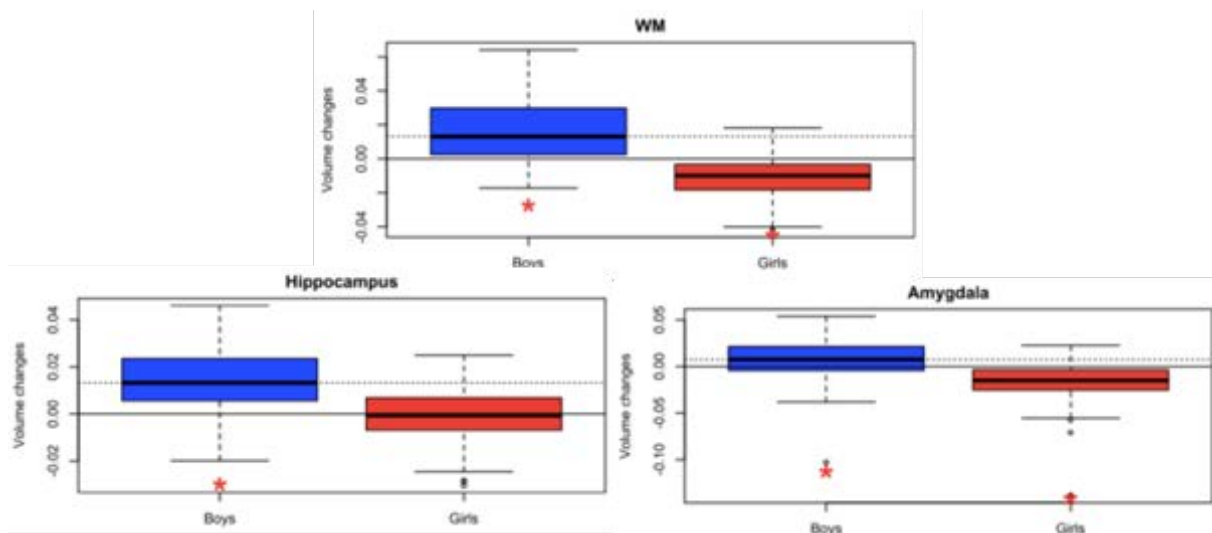 WM
Volume changes
0.04
0.00
-0.04
Boys
Girls
Hippocampus
Volume changes
0.04
0.02
0.00
-0.02
Boys
Girls
Amygdala
Volume changes
0.05
0.00
-0.05
-0.10
Boys
Girls